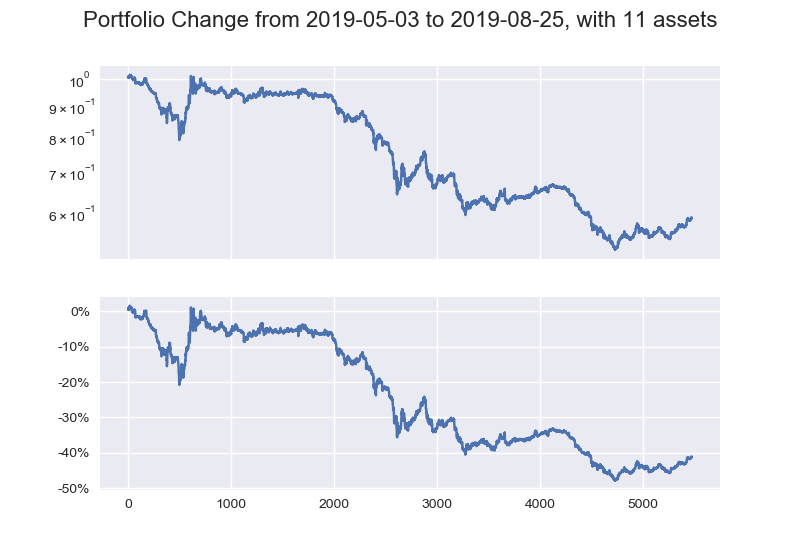 Portfolio Change from 2019-05-03 to 2019-08-25, with 11 assets
10⁰
9 × 10⁻¹
8 × 10⁻¹
7 × 10⁻¹
6 × 10⁻¹
0%
-10%
-20%
-30%
-40%
-50%
0 1000 2000 3000 4000 5000